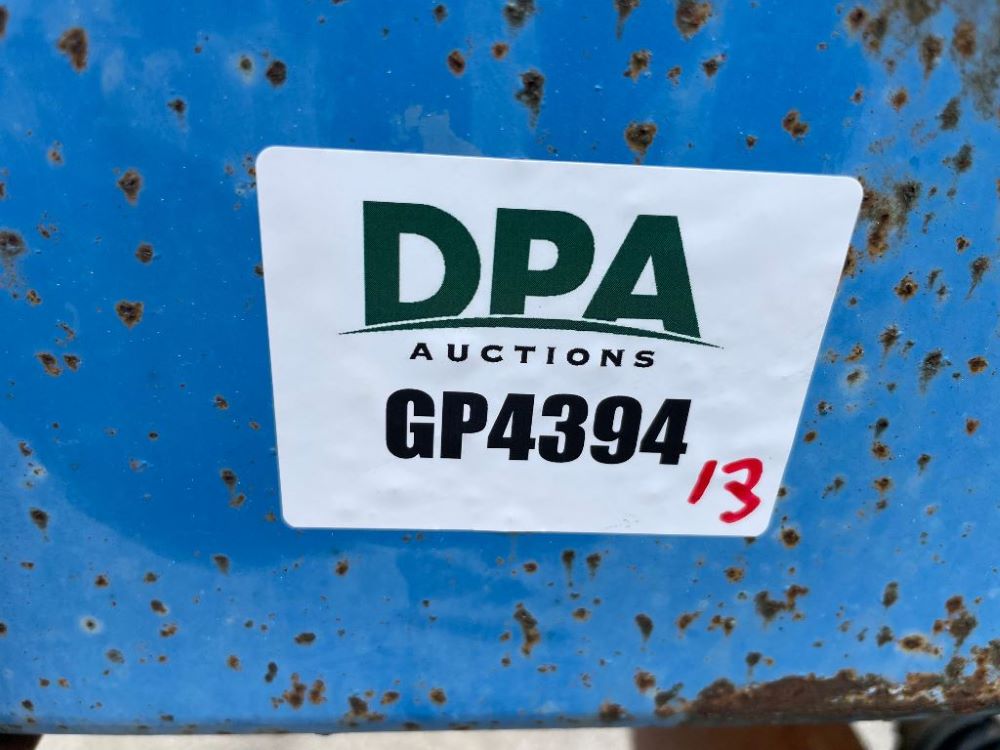 DPA
AUCTIONS
GP4394
13